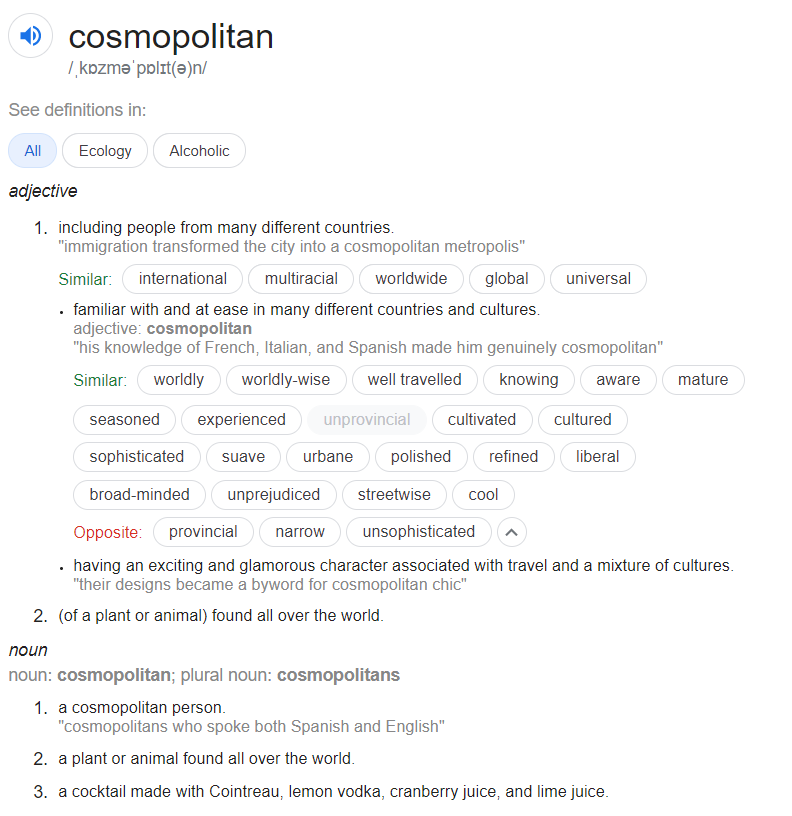 cosmopolitan
/ˌkɒzməˈpɒlɪt(ə)n/
See definitions in:
All Ecology Alcoholic
adjective
1. including people from many different countries.
"immigration transformed the city into a cosmopolitan metropolis"
Similar: international multiracial worldwide global universal
• familiar with and at ease in many different countries and cultures.
adjective: cosmopolitan
"his knowledge of French, Italian, and Spanish made him genuinely cosmopolitan"
Similar: worldly worldly-wise well travelled knowing aware mature
seasoned experienced unprovincial cultivated cultured
sophisticated suave urbane polished refined liberal
broad-minded unprejudiced streetwise cool
Opposite: provincial narrow unsophisticated
• having an exciting and glamorous character associated with travel and a mixture of cultures.
"their designs became a byword for cosmopolitan chic"
2. (of a plant or animal) found all over the world.
noun
noun: cosmopolitan; plural noun: cosmopolitans
1. a cosmopolitan person.
"cosmopolitans who spoke both Spanish and English"
2. a plant or animal found all over the world.
3. a cocktail made with Cointreau, lemon vodka, cranberry juice, and lime juice.